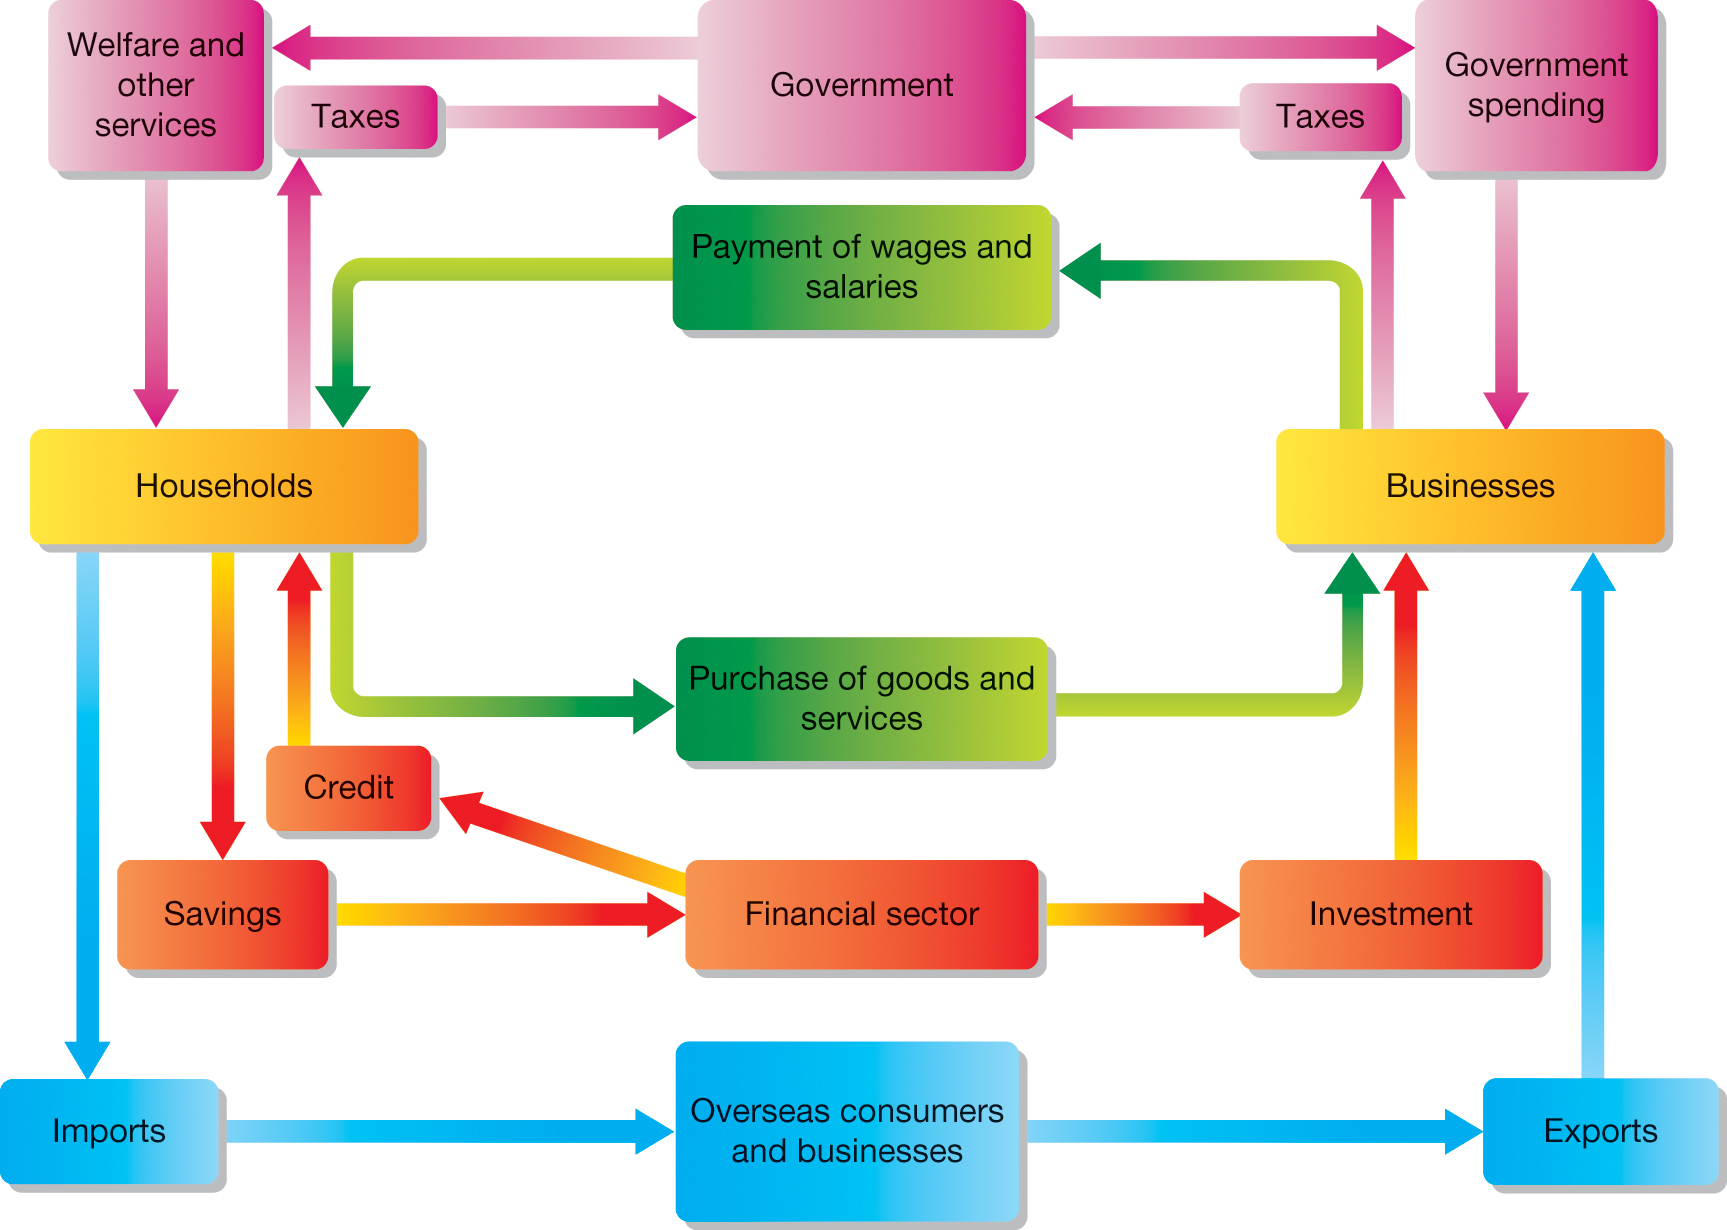 Welfare and
other
services
Taxes
Government
Taxes
Government
spending
Payment of wages and
salaries
Households
Businesses
Purchase of goods and
services
Credit
Savings
Financial sector
Investment
Imports
Overseas consumers
and businesses
Exports